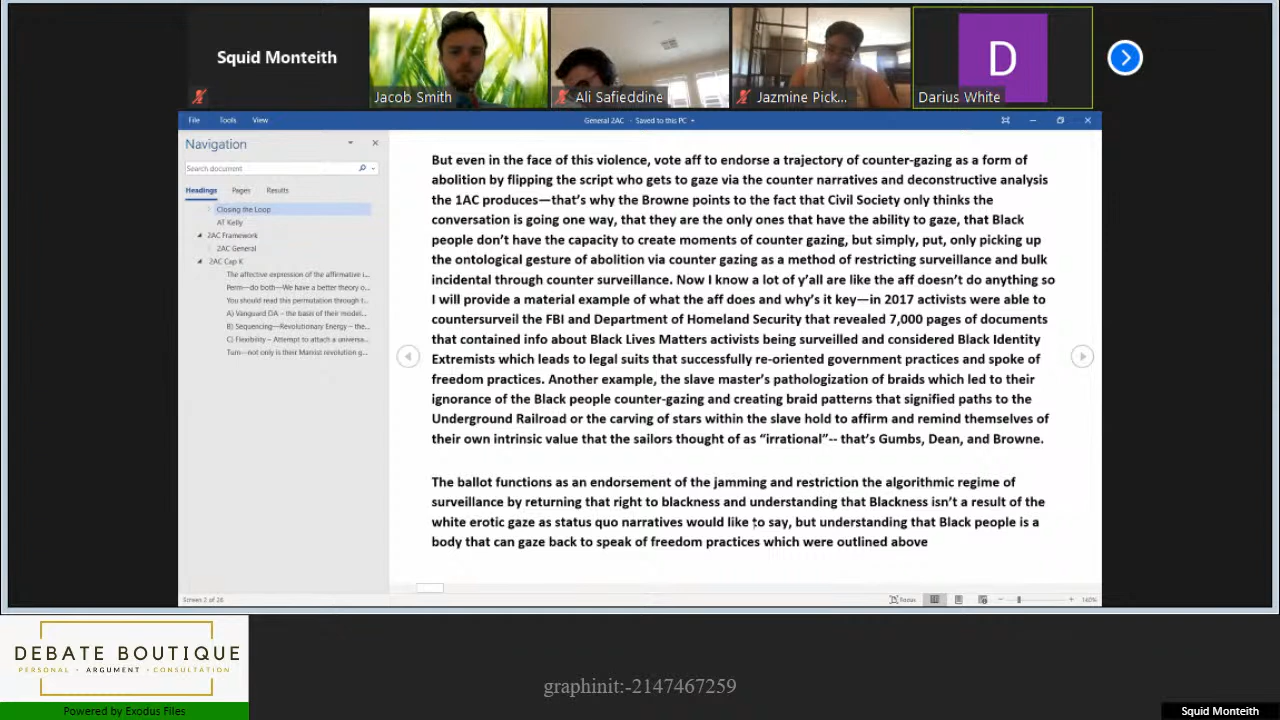 Squid Monteith
Jacob Smith
Ali Safieddine
Jazmine Pick...
D
Darius White
File Tools View
General 2AC - Saved to this PC
Navigation
Search document
Headings Pages Results
Closing the Loop
AT Kelly
2AC Framework
2AC General
2AC Cap K
The affective expression of the affirmative i...
Perm—do both—We have a better theory o...
You should read this permutation through t...
A) Vanguard DA – the basis of their model...
B) Sequencing—Revolutionary Energy – the...
C) Flexibility – Attempt to attach a universa...
Turn—not only is their Marxist revolution g...
But even in the face of this violence, vote aff to endorse a trajectory of counter-gazing as a form of
abolition by flipping the script who gets to gaze via the counter narratives and deconstructive analysis
the 1AC produces—that's why the Browne points to the fact that Civil Society only thinks the
conversation is going one way, that they are the only ones that have the ability to gaze, that Black
people don't have the capacity to create moments of counter gazing, but simply, put, only picking up
the ontological gesture of abolition via counter gazing as a method of restricting surveillance and bulk
incidental through counter surveillance. Now I know a lot of y'all are like the aff doesn't do anything so
I will provide a material example of what the aff does and why's it key—in 2017 activists were able to
countersurveil the FBI and Department of Homeland Security that revealed 7,000 pages of documents
that contained info about Black Lives Matters activists being surveilled and considered Black Identity
Extremists which leads to legal suits that successfully re-oriented government practices and spoke of
freedom practices. Another example, the slave master's pathologization of braids which led to their
ignorance of the Black people counter-gazing and creating braid patterns that signified paths to the
Underground Railroad or the carving of stars within the slave hold to affirm and remind themselves of
their own intrinsic value that the sailors thought of as “irrational”-- that's Gumbs, Dean, and Browne.
The ballot functions as an endorsement of the jamming and restriction the algorithmic regime of
surveillance by returning that right to blackness and understanding that Blackness isn't a result of the
white erotic gaze as status quo narratives would like to say, but understanding that Black people is a
body that can gaze back to speak of freedom practices which were outlined above
Screen 2 of 26
Focus
140%
DEBATE BOUTIQUE
PERSONAL - ARGUMENT - CONSULTATION
Powered by Exodus Files
graphinit:-2147467259
Squid Monteith